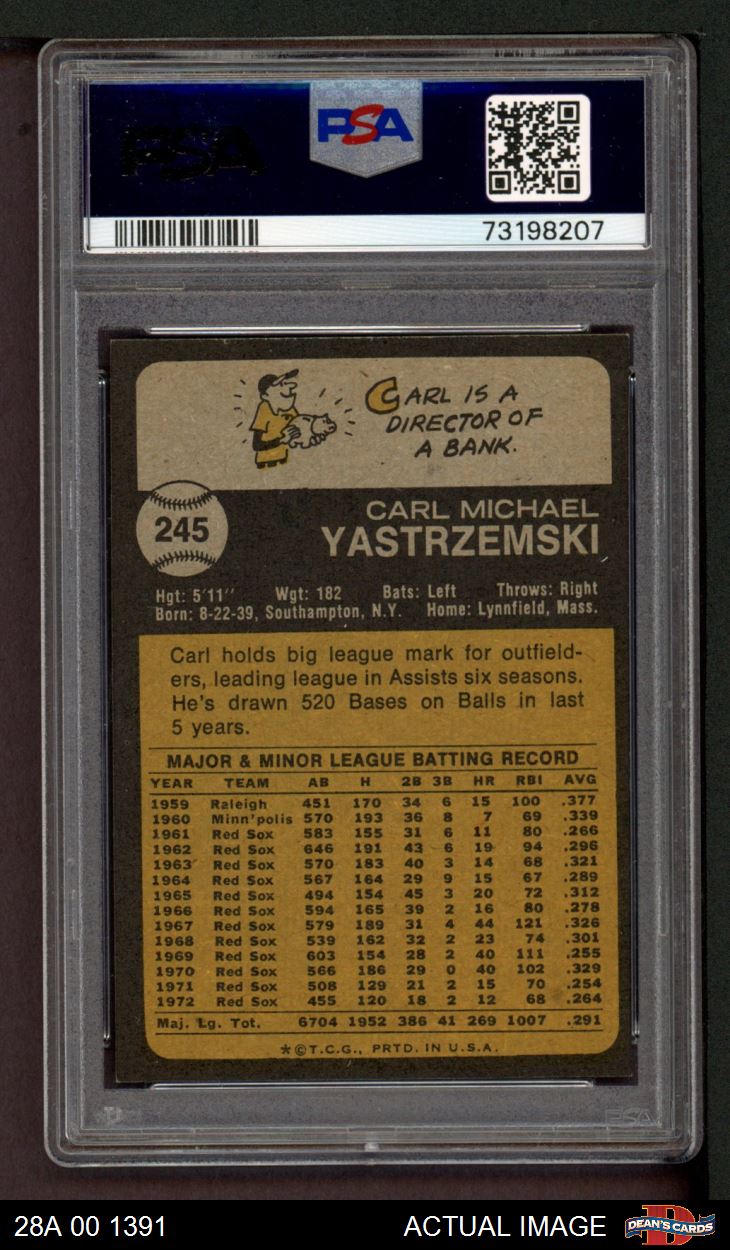 PSA
PSA
73198207
CARL IS A
DIRECTOR OF
A BANK.
245
CARL MICHAEL
YASTRZEMSKI
Hgt: 5'11'' Wgt: 182 Bats: Left Throws: Right
Born: 8-22-39, Southampton, N.Y. Home: Lynnfield, Mass.
Carl holds big league mark for outfield-
ers, leading league in Assists six seasons.
He's drawn 520 Bases on Balls in last
5 years.
MAJOR & MINOR LEAGUE BATTING RECORD
YEAR TEAM AB H 2B 3B HR RBI AVG
1959 Raleigh 451 170 34 6 15 100 .377
1960 Minn'polis 570 193 36 8 7 69 .339
1961 Red Sox 583 155 31 6 11 80 .266
1962 Red Sox 646 191 43 6 19 94 .296
1963 Red Sox 570 183 40 3 14 68 .321
1964 Red Sox 567 164 29 9 15 67 .289
1965 Red Sox 494 154 45 3 20 72 .312
1966 Red Sox 594 165 39 2 16 80 .278
1967 Red Sox 579 189 31 4 44 121 .326
1968 Red Sox 539 162 32 2 23 74 .301
1969 Red Sox 603 154 28 2 40 111 .255
1970 Red Sox 566 186 29 0 40 102 .329
1971 Red Sox 508 129 21 2 15 70 .254
1972 Red Sox 455 120 18 2 12 68 .264
Maj. Lg. Tot. 6704 1952 386 41 269 1007 .291
*©T.C.G., PRTD. IN U.S.A.
PSA
28A 00 1391 ACTUAL IMAGE DEAN'S CARDS